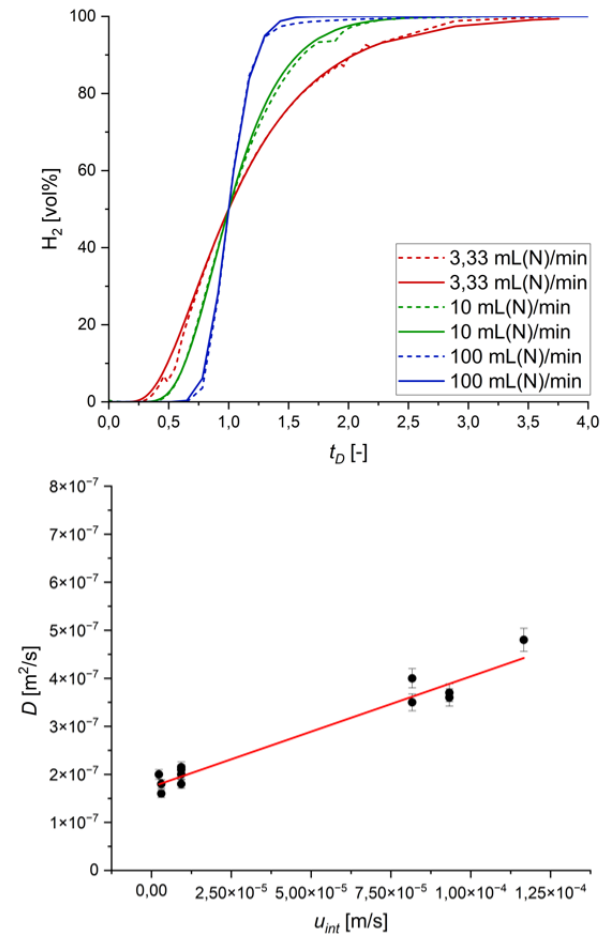 100
80
60
40
20
0
H₂ [vol%]
3,33 mL(N)/min
3,33 mL(N)/min
10 mL(N)/min
10 mL(N)/min
100 mL(N)/min
100 mL(N)/min
0,0 0,5 1,0 1,5 2,0 2,5 3,0 3,5 4,0
t_D [-]
8×10⁻⁷
7×10⁻⁷
6×10⁻⁷
5×10⁻⁷
4×10⁻⁷
3×10⁻⁷
2×10⁻⁷
1×10⁻⁷
0
D [m²/s]
0,00 2,50×10⁻⁵ 5,00×10⁻⁵ 7,50×10⁻⁵ 1,00×10⁻⁴ 1,25×10⁻⁴
u_int [m/s]